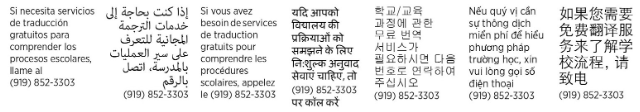 Si necesita servicios
de traducción
gratuitos para
comprender los
procesos escolares,
llame al
(919) 852-3303
إذا كنت بحاجة إلى
خدمات الترجمة
المجانية للتعرف
على سير العمليات
بالمدرسة، اتصل
بالرقم
(919) 852-3303
Si vous avez
besoin de services
de traduction
gratuits pour
comprendre les
procédures
scolaires, appelez
le (919) 852-3303
यदि आपको
विद्यालय की
प्रक्रियाओं को
समझने के लिए
नि:शुल्क अनुवाद
सेवाएं चाहिए, तो
(919) 852-3303
पर कॉल करें
학교/교육
과정에 관한
무료 번역
서비스가
필요하시면 다음
번호로 연락하여
주십시오
(919) 852-3303
Nếu quý vị cần
sự thông dịch
miễn phí để hiểu
phương pháp
trường học, xin
vui lòng gọi số
điện thoại
(919) 852-3303
如果您需要
免费翻译服
务来了解学
校流程，请
致电
(919) 852-3303